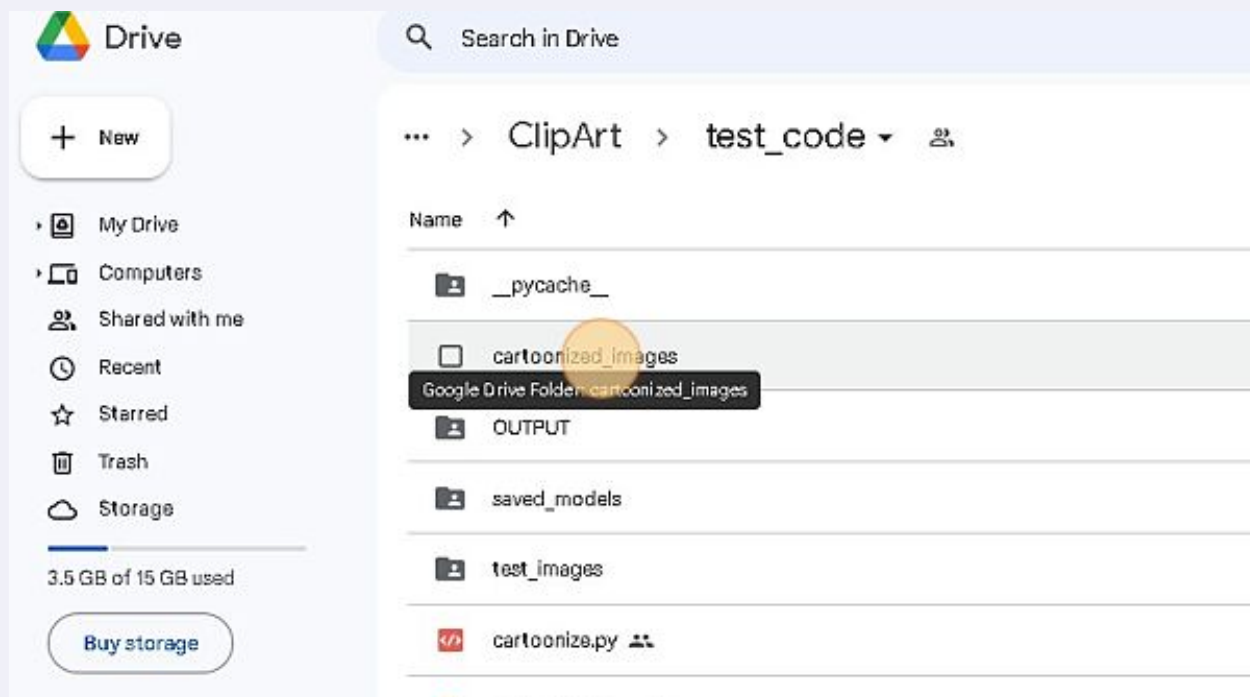 Drive
Search in Drive
New
... > ClipArt > test_code
My Drive
Computers
Shared with me
Recent
Starred
Trash
Storage
3.5 GB of 15 GB used
Buy storage
Name
__pycache__
cartoonized_images
Google Drive Folder: cartoonized_images
OUTPUT
saved_models
test_images
cartoonize.py